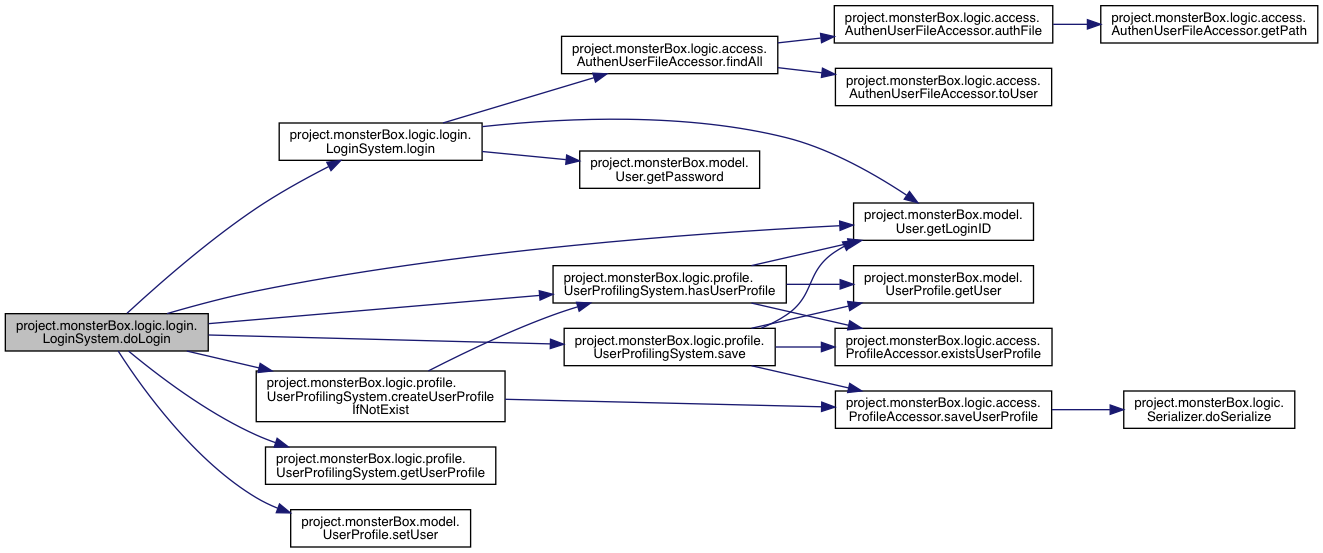 project.monsterBox.logic.access.
AuthenUserFileAccessor.authFile
project.monsterBox.logic.access.
AuthenUserFileAccessor.getPath
project.monsterBox.logic.access.
AuthenUserFileAccessor.findAll
project.monsterBox.logic.access.
AuthenUserFileAccessor.toUser
project.monsterBox.logic.login.
LoginSystem.login
project.monsterBox.model.
User.getPassword
project.monsterBox.model.
User.getLoginID
project.monsterBox.logic.profile.
UserProfilingSystem.hasUserProfile
project.monsterBox.model.
UserProfile.getUser
project.monsterBox.logic.login.
LoginSystem.doLogin
project.monsterBox.logic.profile.
UserProfilingSystem.save
project.monsterBox.logic.access.
ProfileAccessor.existsUserProfile
project.monsterBox.logic.profile.
UserProfilingSystem.createUserProfile
IfNotExist
project.monsterBox.logic.access.
ProfileAccessor.saveUserProfile
project.monsterBox.logic.
Serializer.doSerialize
project.monsterBox.logic.profile.
UserProfilingSystem.getUserProfile
project.monsterBox.model.
UserProfile.setUser